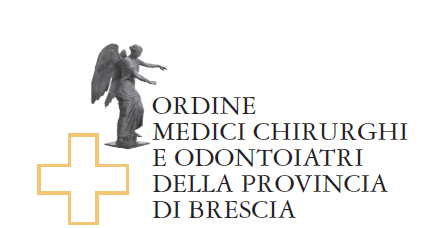 ORDINE
MEDICI CHIRURGHI
E ODONTOIATRI
DELLA PROVINCIA
DI BRESCIA